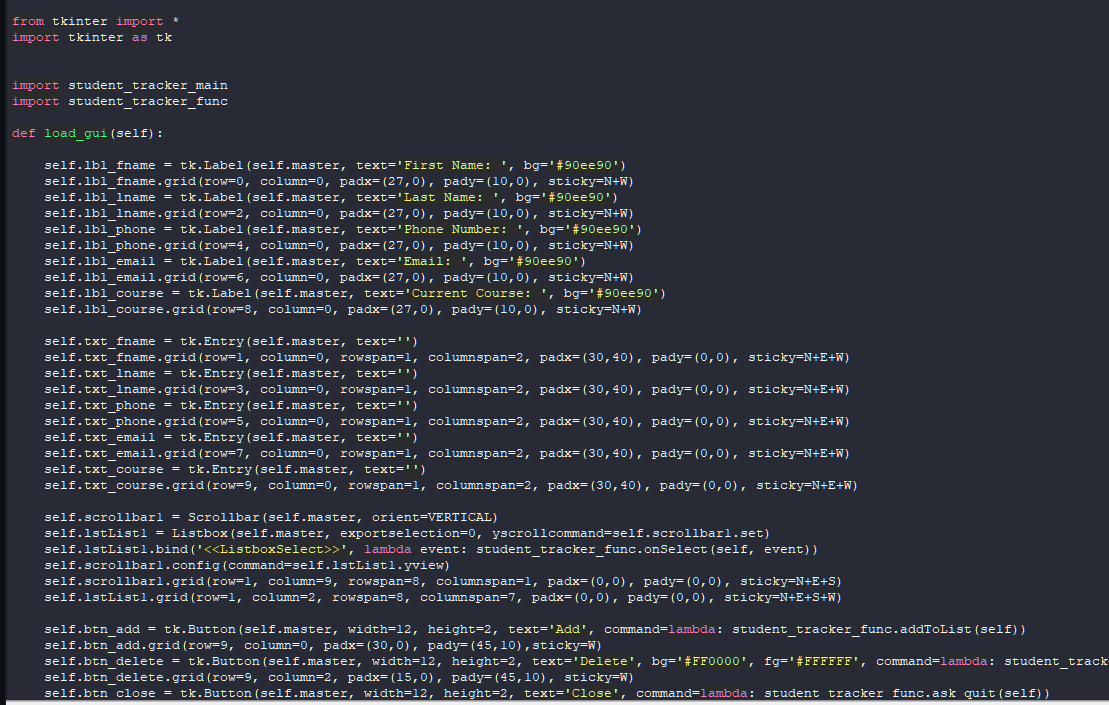 from tkinter import *
import tkinter as tk
import student_tracker_main
import student_tracker_func
def load_gui(self):
self.lbl_fname = tk.Label(self.master, text='First Name: ', bg='#90ee90')
self.lbl_fname.grid(row=0, column=0, padx=(27,0), pady=(10,0), sticky=N+W)
self.lbl_lname = tk.Label(self.master, text='Last Name: ', bg='#90ee90')
self.lbl_lname.grid(row=2, column=0, padx=(27,0), pady=(10,0), sticky=N+W)
self.lbl_phone = tk.Label(self.master, text='Phone Number: ', bg='#90ee90')
self.lbl_phone.grid(row=4, column=0, padx=(27,0), pady=(10,0), sticky=N+W)
self.lbl_email = tk.Label(self.master, text='Email: ', bg='#90ee90')
self.lbl_email.grid(row=6, column=0, padx=(27,0), pady=(10,0), sticky=N+W)
self.lbl_course = tk.Label(self.master, text='Current Course: ', bg='#90ee90')
self.lbl_course.grid(row=8, column=0, padx=(27,0), pady=(10,0), sticky=N+W)
self.txt_fname = tk.Entry(self.master, text='')
self.txt_fname.grid(row=1, column=0, rowspan=1, columnspan=2, padx=(30,40), pady=(0,0), sticky=N+E+W)
self.txt_lname = tk.Entry(self.master, text='')
self.txt_lname.grid(row=3, column=0, rowspan=1, columnspan=2, padx=(30,40), pady=(0,0), sticky=N+E+W)
self.txt_phone = tk.Entry(self.master, text='')
self.txt_phone.grid(row=5, column=0, rowspan=1, columnspan=2, padx=(30,40), pady=(0,0), sticky=N+E+W)
self.txt_email = tk.Entry(self.master, text='')
self.txt_email.grid(row=7, column=0, rowspan=1, columnspan=2, padx=(30,40), pady=(0,0), sticky=N+E+W)
self.txt_course = tk.Entry(self.master, text='')
self.txt_course.grid(row=9, column=0, rowspan=1, columnspan=2, padx=(30,40), pady=(0,0), sticky=N+E+W)
self.scrollbar1 = Scrollbar(self.master, orient=VERTICAL)
self.lstList1 = Listbox(self.master, exportselection=0, yscrollcommand=self.scrollbar1.set)
self.lstList1.bind('<<ListboxSelect>>', lambda event: student_tracker_func.onSelect(self, event))
self.scrollbar1.config(command=self.lstList1.yview)
self.scrollbar1.grid(row=1, column=9, rowspan=8, columnspan=1, padx=(0,0), pady=(0,0), sticky=N+E+S)
self.lstList1.grid(row=1, column=2, rowspan=8, columnspan=7, padx=(0,0), pady=(0,0), sticky=N+E+S+W)
self.btn_add = tk.Button(self.master, width=12, height=2, text='Add', command=lambda: student_tracker_func.addToList(self))
self.btn_add.grid(row=9, column=0, padx=(30,0), pady=(45,10),sticky=W)
self.btn_delete = tk.Button(self.master, width=12, height=2, text='Delete', bg='#FF0000', fg='#FFFFFF', command=lambda: student_track
self.btn_delete.grid(row=9, column=2, padx=(15,0), pady=(45,10), sticky=W)
self.btn_close = tk.Button(self.master, width=12, height=2, text='Close', command=lambda: student_tracker_func.ask_quit(self))